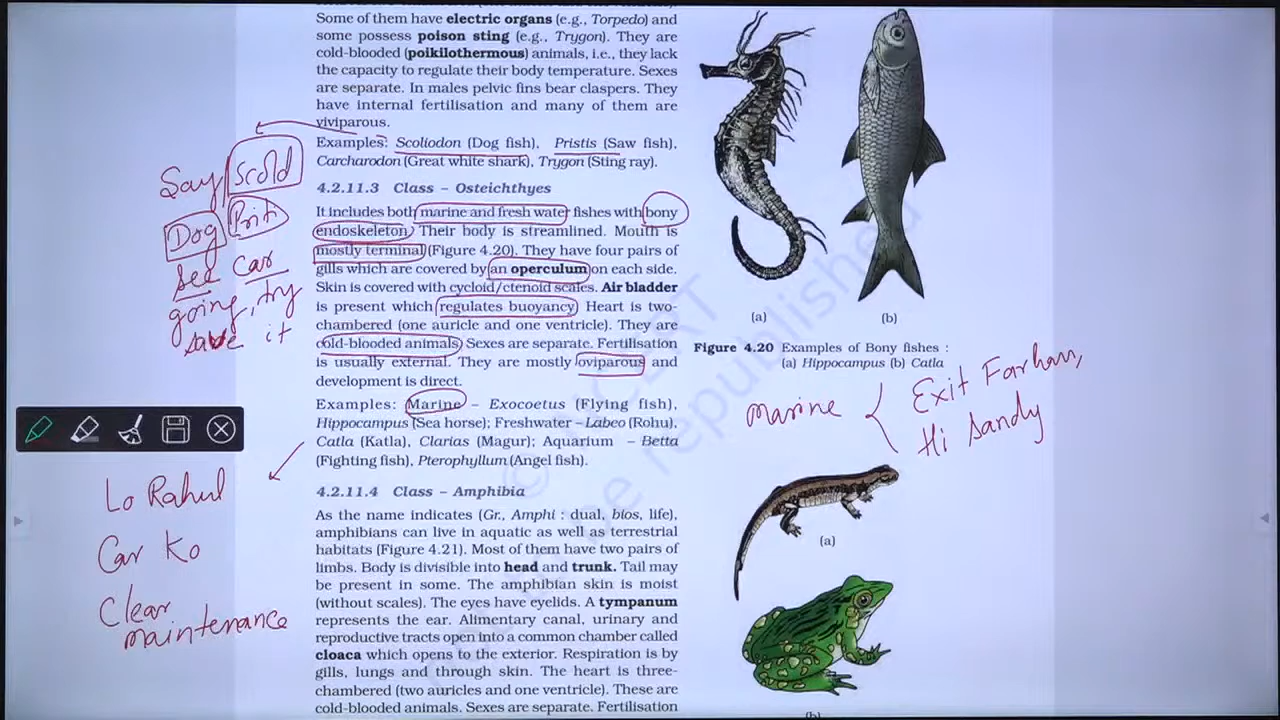 Some of them have electric organs (e.g., Torpedo) and
some possess poison sting (e.g., Trygon). They are
cold-blooded (poikilothermous) animals, i.e., they lack
the capacity to regulate their body temperature. Sexes
are separate. In males pelvic fins bear claspers. They
have internal fertilisation and many of them are
viviparous.
Examples: Scoliodon (Dog fish), Pristis (Saw fish),
Carcharodon (Great white shark), Trygon (Sting ray).
4.2.11.3 Class – Osteichthyes
It includes both marine and fresh water fishes with bony
endoskeleton. Their body is streamlined. Mouth is
mostly terminal (Figure 4.20). They have four pairs of
gills which are covered by an operculum on each side.
Skin is covered with cycloid/ctenoid scales. Air bladder
is present which regulates buoyancy. Heart is two-
chambered (one auricle and one ventricle). They are
cold-blooded animals. Sexes are separate. Fertilisation
is usually external. They are mostly oviparous and
development is direct.
Examples: Marine – Exocoetus (Flying fish),
Hippocampus (Sea horse); Freshwater – Labeo (Rohu),
Catla (Katla), Clarias (Magur); Aquarium – Betta
(Fighting fish), Pterophyllum (Angel fish).
4.2.11.4 Class – Amphibia
As the name indicates (Gr., Amphi : dual, bios, life),
amphibians can live in aquatic as well as terrestrial
habitats (Figure 4.21). Most of them have two pairs of
limbs. Body is divisible into head and trunk. Tail may
be present in some. The amphibian skin is moist
(without scales). The eyes have eyelids. A tympanum
represents the ear. Alimentary canal, urinary and
reproductive tracts open into a common chamber called
cloaca which opens to the exterior. Respiration is by
gills, lungs and through skin. The heart is three-
chambered (two auricles and one ventricle). These are
cold-blooded animals. Sexes are separate. Fertilisation
Say Scold
Dog Priti
see car
going, try
save it
Lo Rahul
Car Ko
Clear
maintenance
(a)
(b)
Figure 4.20 Examples of Bony fishes :
(a) Hippocampus (b) Catla
marine
Exit Farhan,
Hi Sandy
(a)
(b)